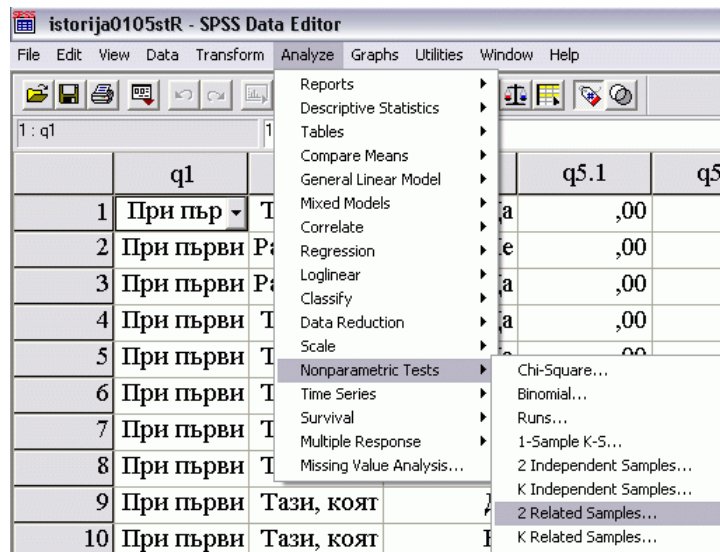 istorija0105stR - SPSS Data Editor
File Edit View Data Transform Analyze Graphs Utilities Window Help
1 : q1
Reports
Descriptive Statistics
Tables
Compare Means
General Linear Model
Mixed Models
Correlate
Regression
Loglinear
Classify
Data Reduction
Scale
Nonparametric Tests
Time Series
Survival
Multiple Response
Missing Value Analysis...
Chi-Square...
Binomial...
Runs...
1-Sample K-S...
2 Independent Samples...
K Independent Samples...
2 Related Samples...
K Related Samples...
q1 q5.1 q5
1 При пър ,00
2 При първи ,00
3 При първи ,00
4 При първи ,00
5 При първи ,00
6 При първи
7 При първи
8 При първи
9 При първи Тази, коят
10 При първи Тази, коят